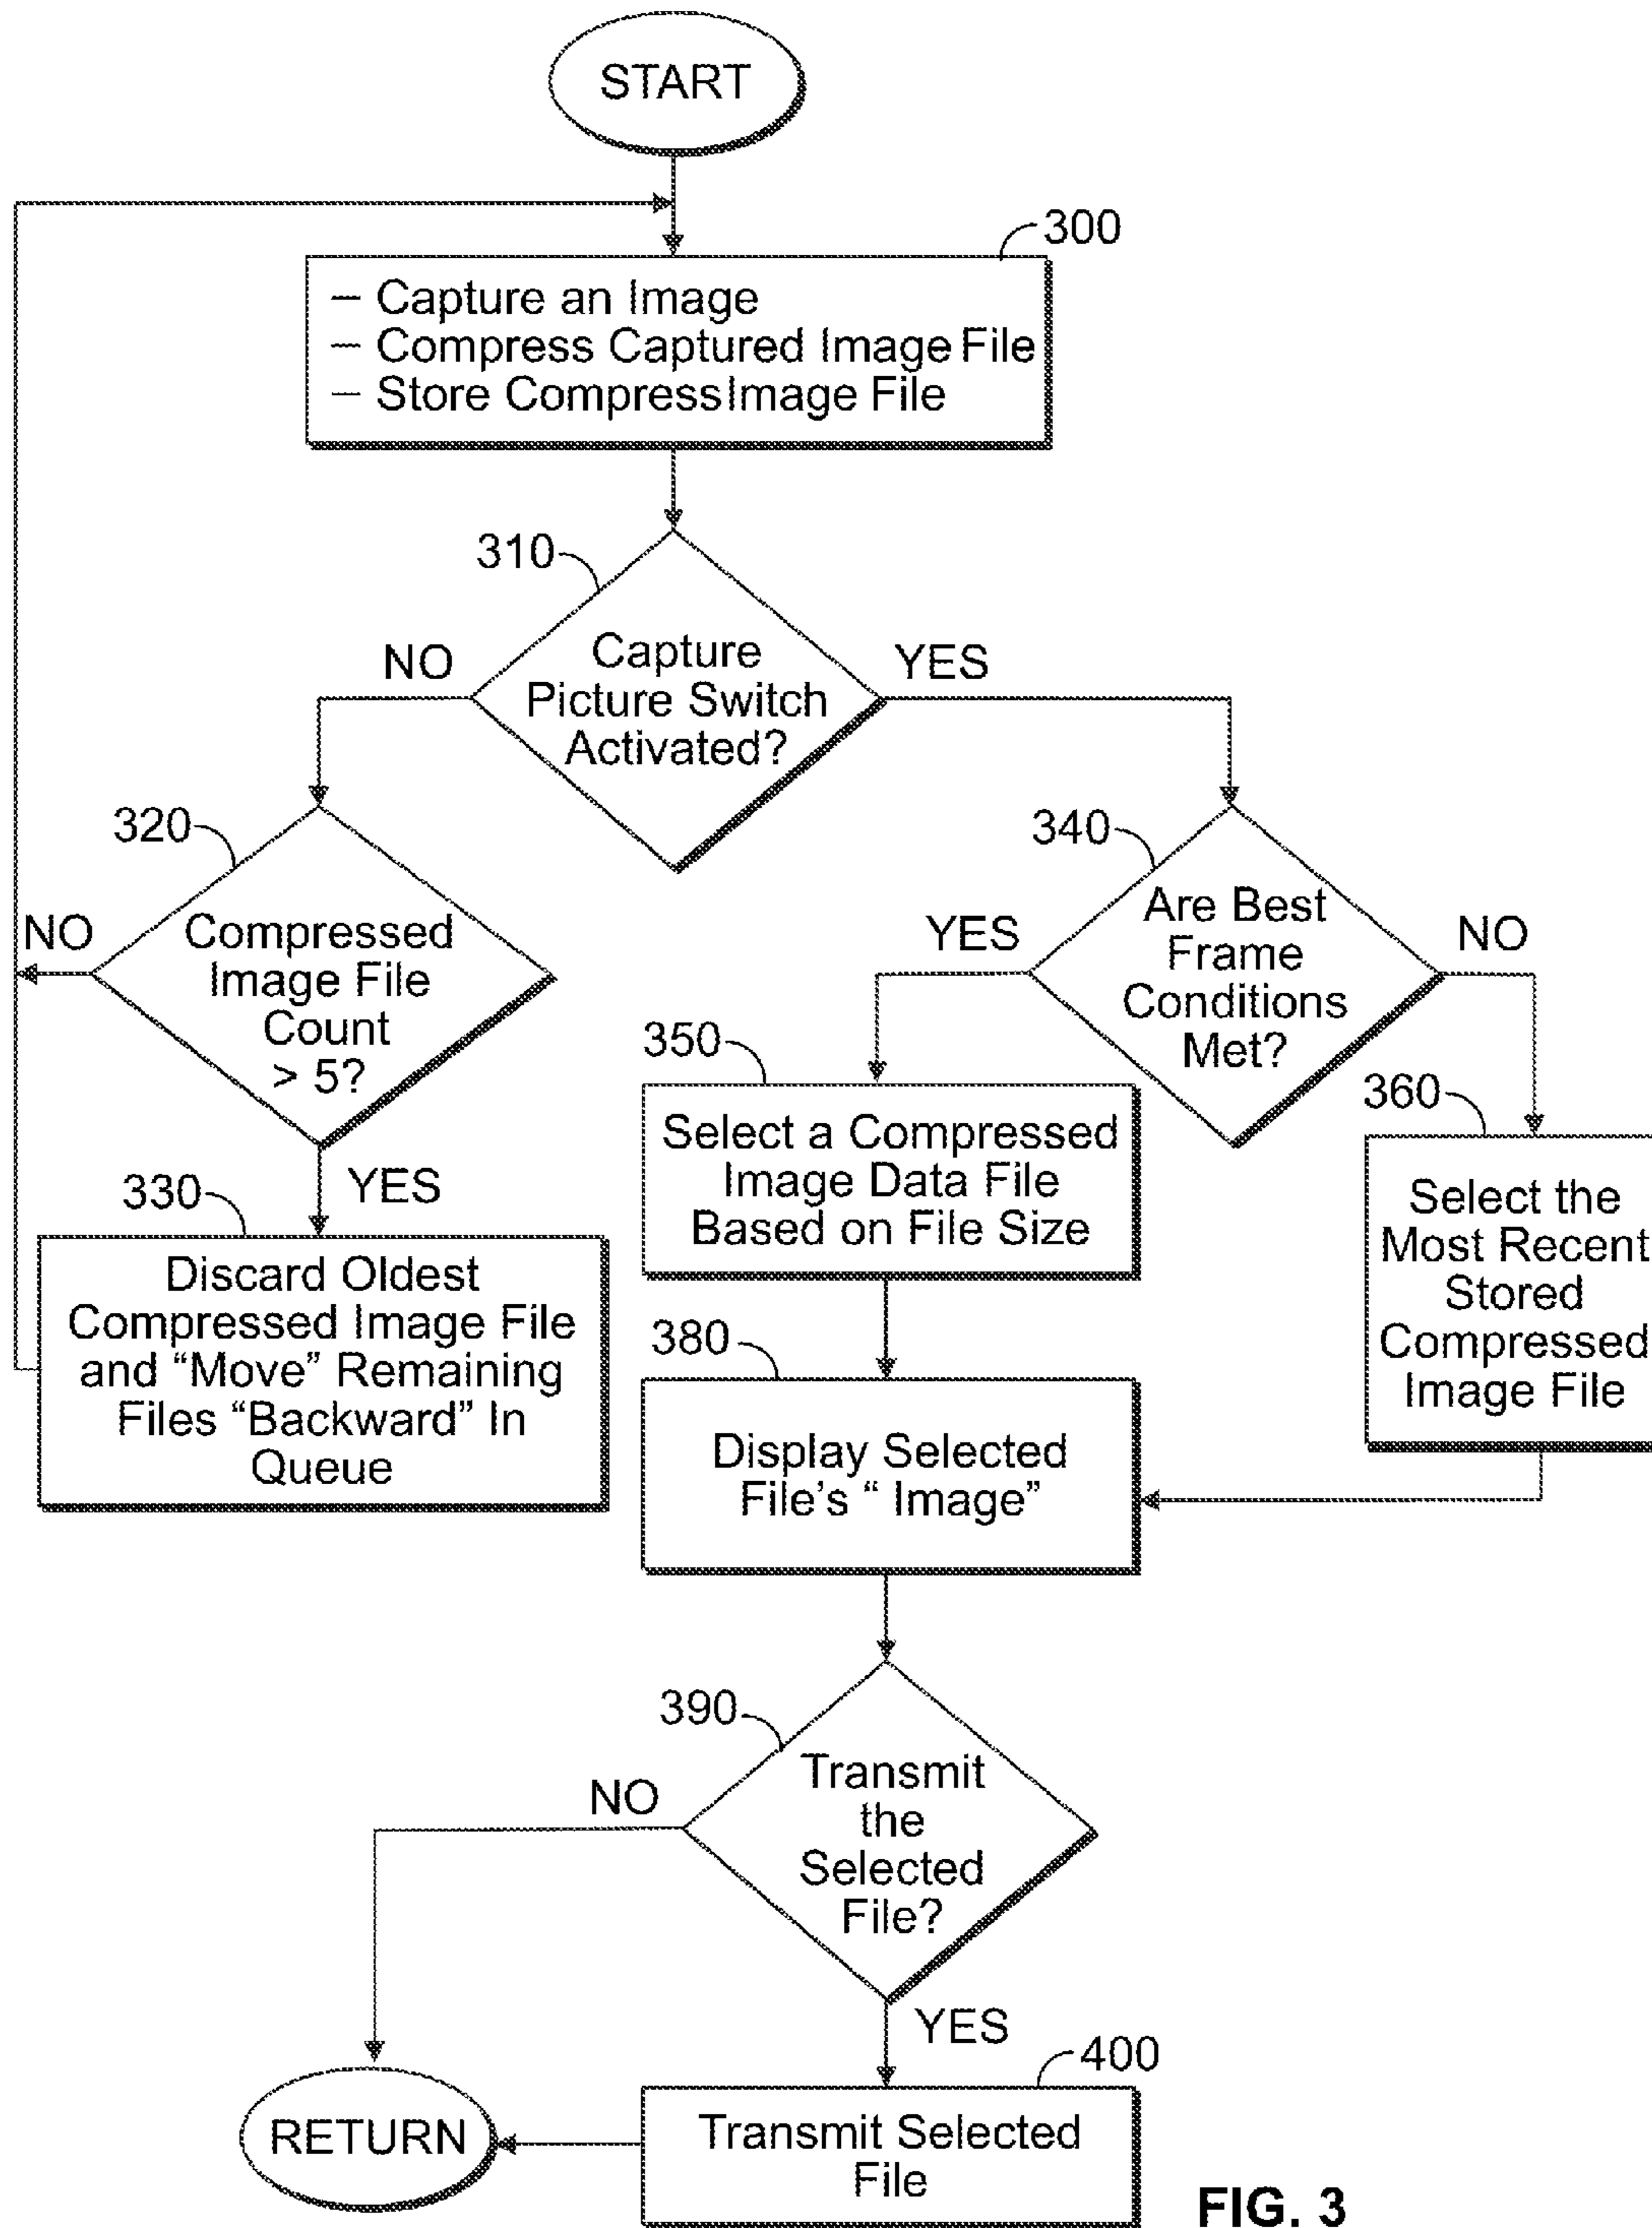 START
300
– Capture an Image
– Compress Captured Image File
– Store Compress Image File
310
Capture
Picture Switch
Activated?
NO
YES
320
Compressed
Image File
Count
> 5?
NO
YES
330
Discard Oldest
Compressed Image File
and “Move” Remaining
Files “Backward” In
Queue
340
Are Best
Frame
Conditions
Met?
YES
NO
350
Select a Compressed
Image Data File
Based on File Size
360
Select the
Most Recent
Stored
Compressed
Image File
380
Display Selected
File’s “ Image”
390
Transmit
the
Selected
File?
NO
YES
400
Transmit Selected
File
RETURN
FIG. 3